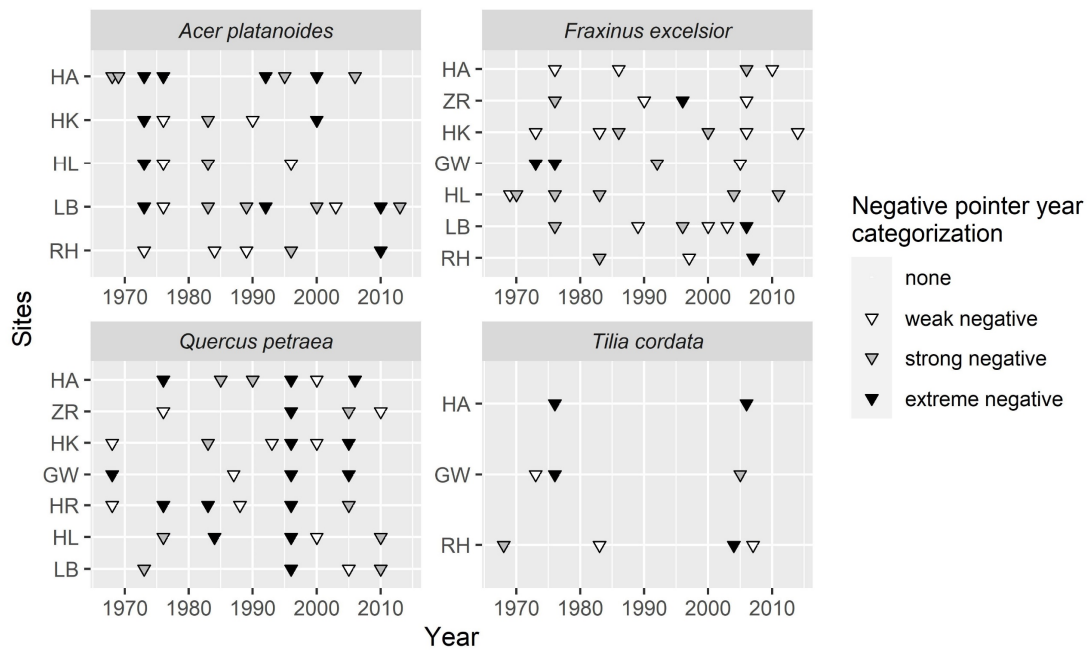 Acer platanoides
Fraxinus excelsior
HA
HK
HL
LB
RH
1970 1980 1990 2000 2010
HA
ZR
HK
GW
HL
LB
RH
1970 1980 1990 2000 2010
Quercus petraea
Tilia cordata
HA
ZR
HK
GW
HR
HL
LB
1970 1980 1990 2000 2010
HA
GW
RH
1970 1980 1990 2000 2010
Sites
Year
Negative pointer year
categorization
none
weak negative
strong negative
extreme negative